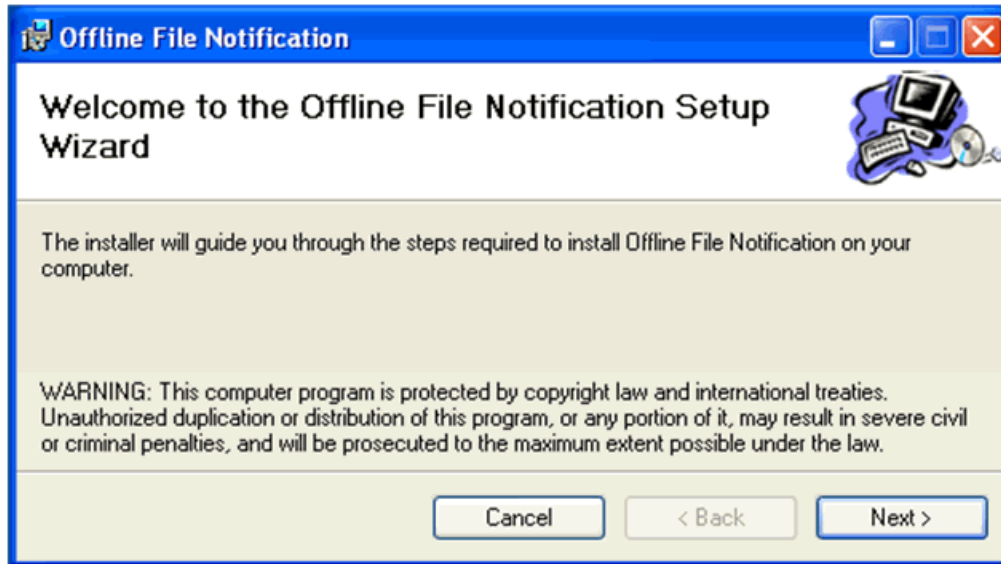 Offline File Notification
Welcome to the Offline File Notification Setup
Wizard
The installer will guide you through the steps required to install Offline File Notification on your
computer.
WARNING: This computer program is protected by copyright law and international treaties.
Unauthorized duplication or distribution of this program, or any portion of it, may result in severe civil
or criminal penalties, and will be prosecuted to the maximum extent possible under the law.
Cancel < Back Next >